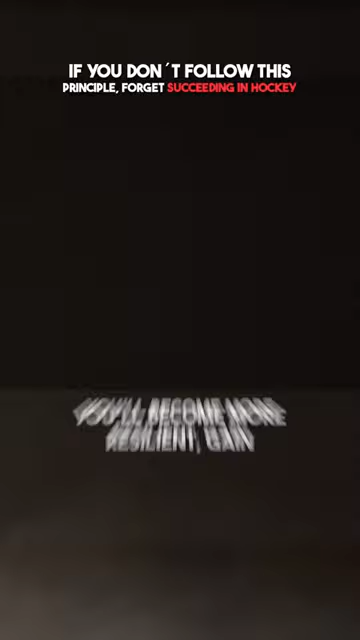 IF YOU DON´T FOLLOW THIS
PRINCIPLE, FORGET SUCCEEDING IN HOCKEY
YOU'LL BECOME MORE
RESILIENT, GAIN